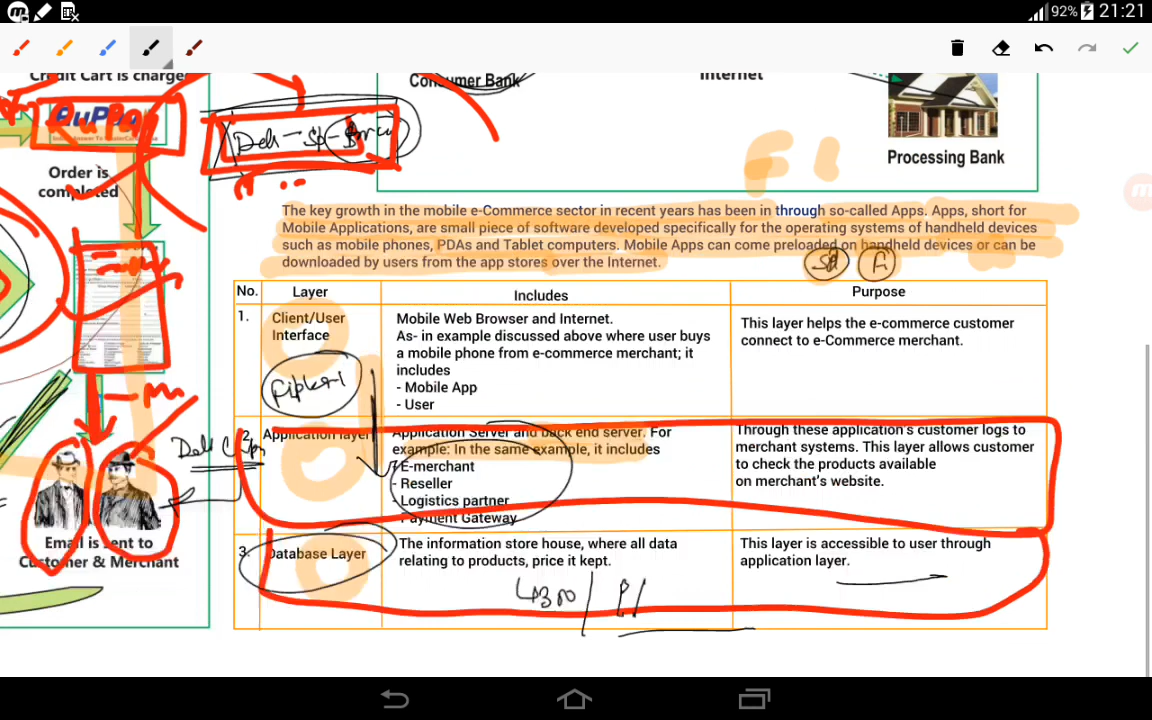 92%
21:21
Credit Cart is charge
Consumer Bank
Internet
RuPay
Order is
completed
Processing Bank
The key growth in the mobile e-Commerce sector in recent years has been in through so-called Apps. Apps, short for
Mobile Applications, are small piece of software developed specifically for the operating systems of handheld devices
such as mobile phones, PDAs and Tablet computers. Mobile Apps can come preloaded on handheld devices or can be
downloaded by users from the app stores over the Internet.
No. Layer Includes Purpose
1. Client/User
Interface
Mobile Web Browser and Internet.
As- in example discussed above where user buys
a mobile phone from e-commerce merchant; it
includes
- Mobile App
- User
This layer helps the e-commerce customer
connect to e-Commerce merchant.
2. Application layer
Application Server and back end server. For
example: In the same example, it includes
- E-merchant
- Reseller
- Logistics partner
- Payment Gateway
Through these application's customer logs to
merchant systems. This layer allows customer
to check the products available
on merchant's website.
3. Database Layer
The information store house, where all data
relating to products, price it kept.
This layer is accessible to user through
application layer.
Email is sent to
Customer & Merchant